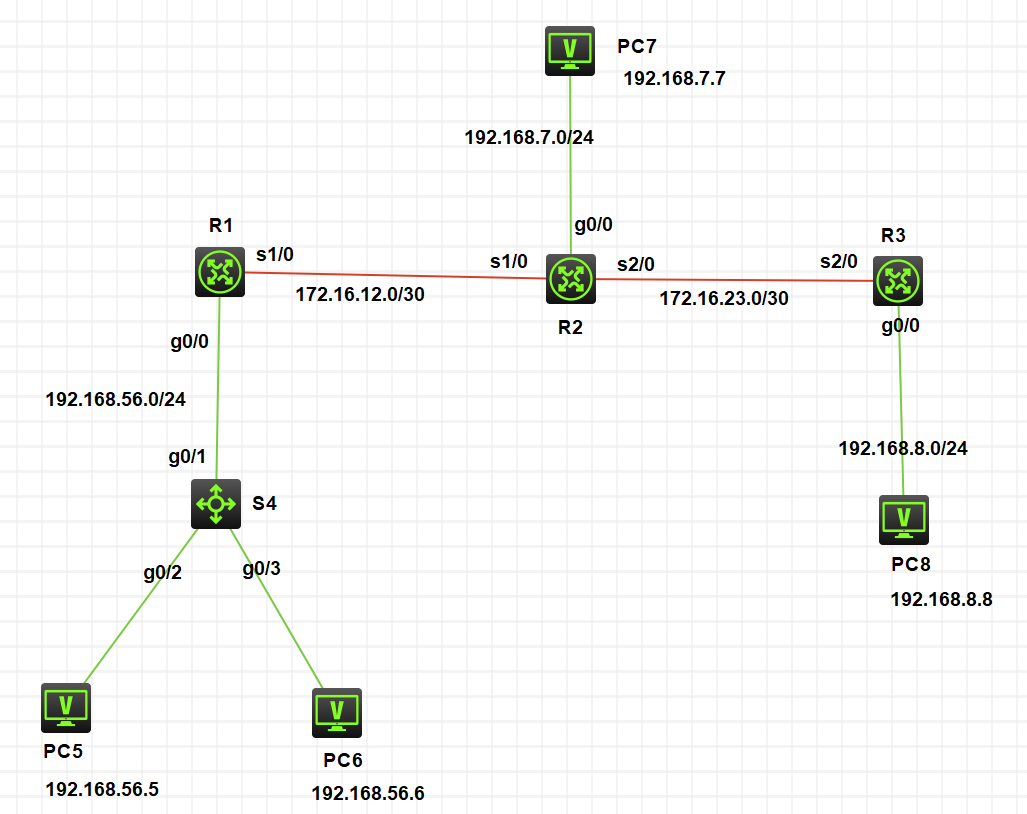 PC7
192.168.7.7
192.168.7.0/24
g0/0
R1
s1/0
s1/0
s2/0
s2/0
R3
172.16.12.0/30
172.16.23.0/30
R2
g0/0
g0/0
192.168.56.0/24
g0/1
192.168.8.0/24
S4
g0/2
g0/3
PC8
192.168.8.8
PC5
PC6
192.168.56.5
192.168.56.6